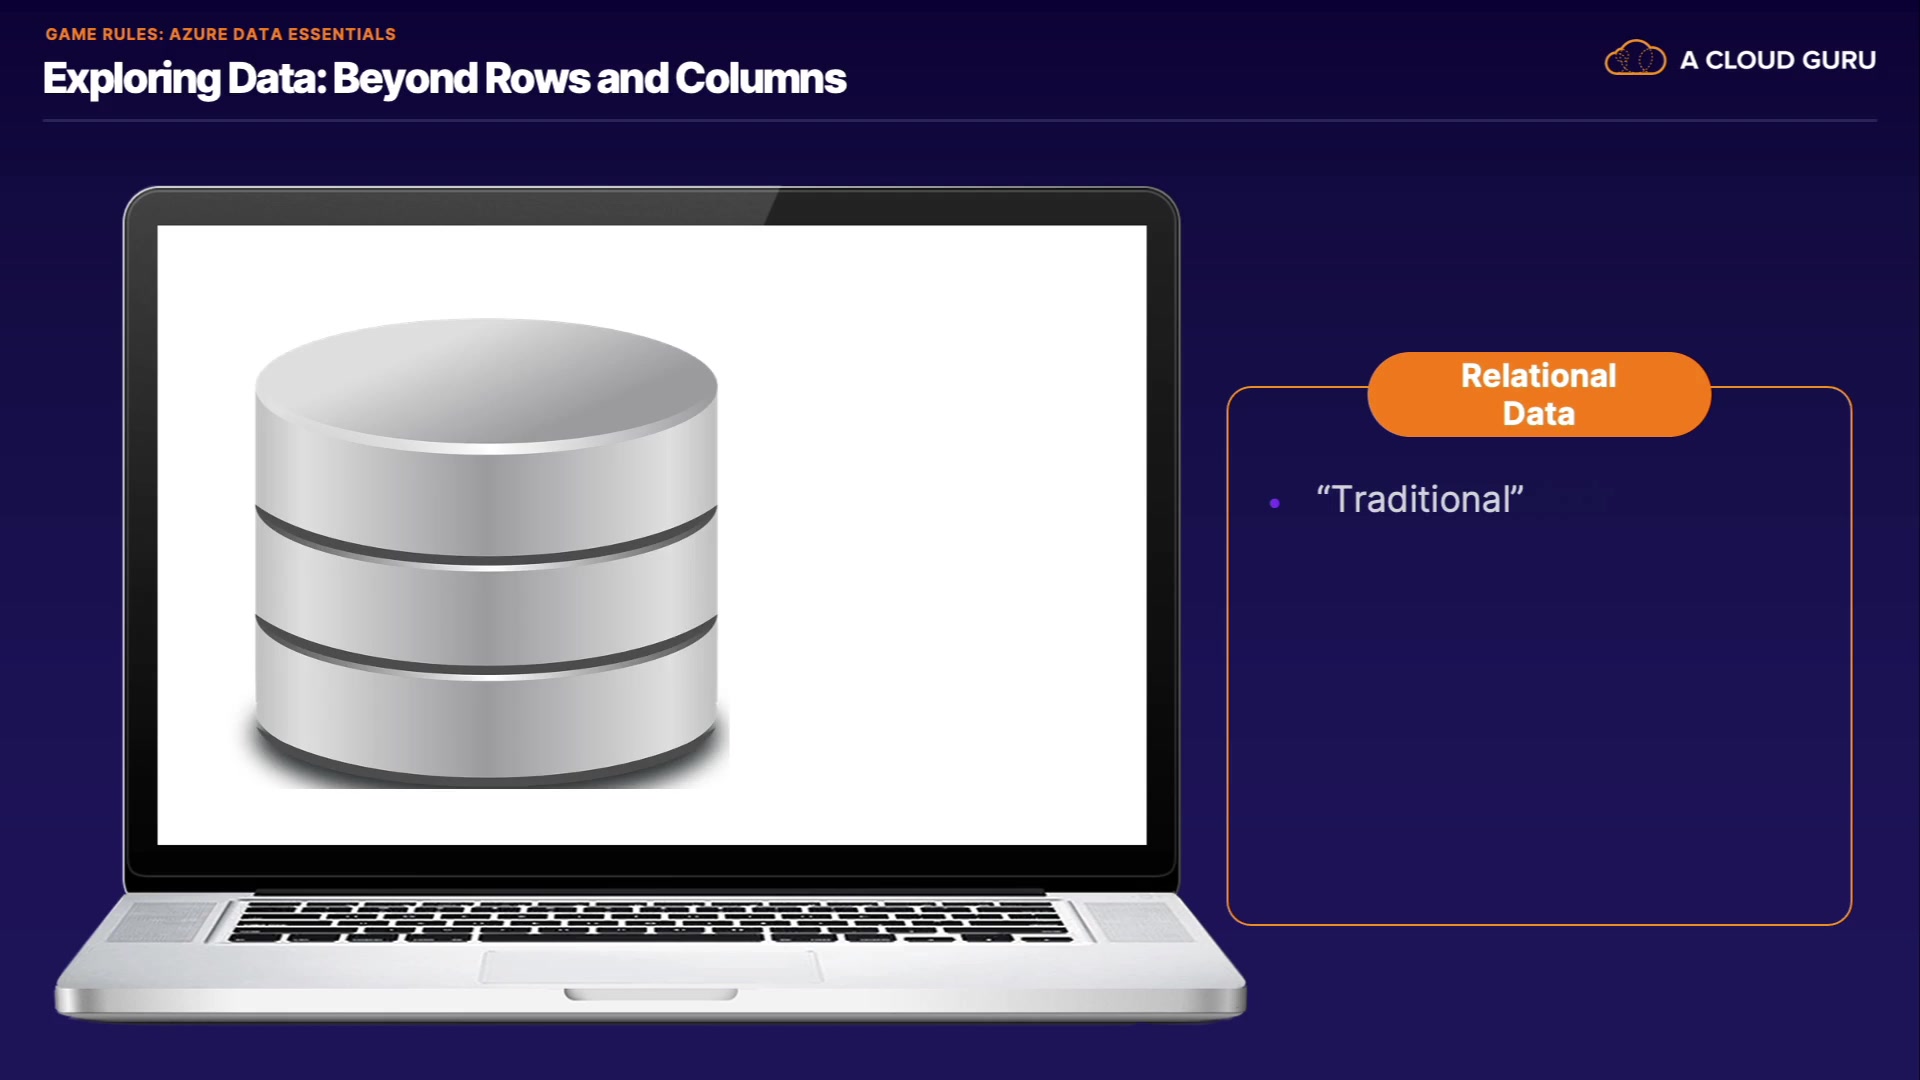 GAME RULES: AZURE DATA ESSENTIALS
Exploring Data: Beyond Rows and Columns
A CLOUD GURU
Relational
Data
“Traditional”